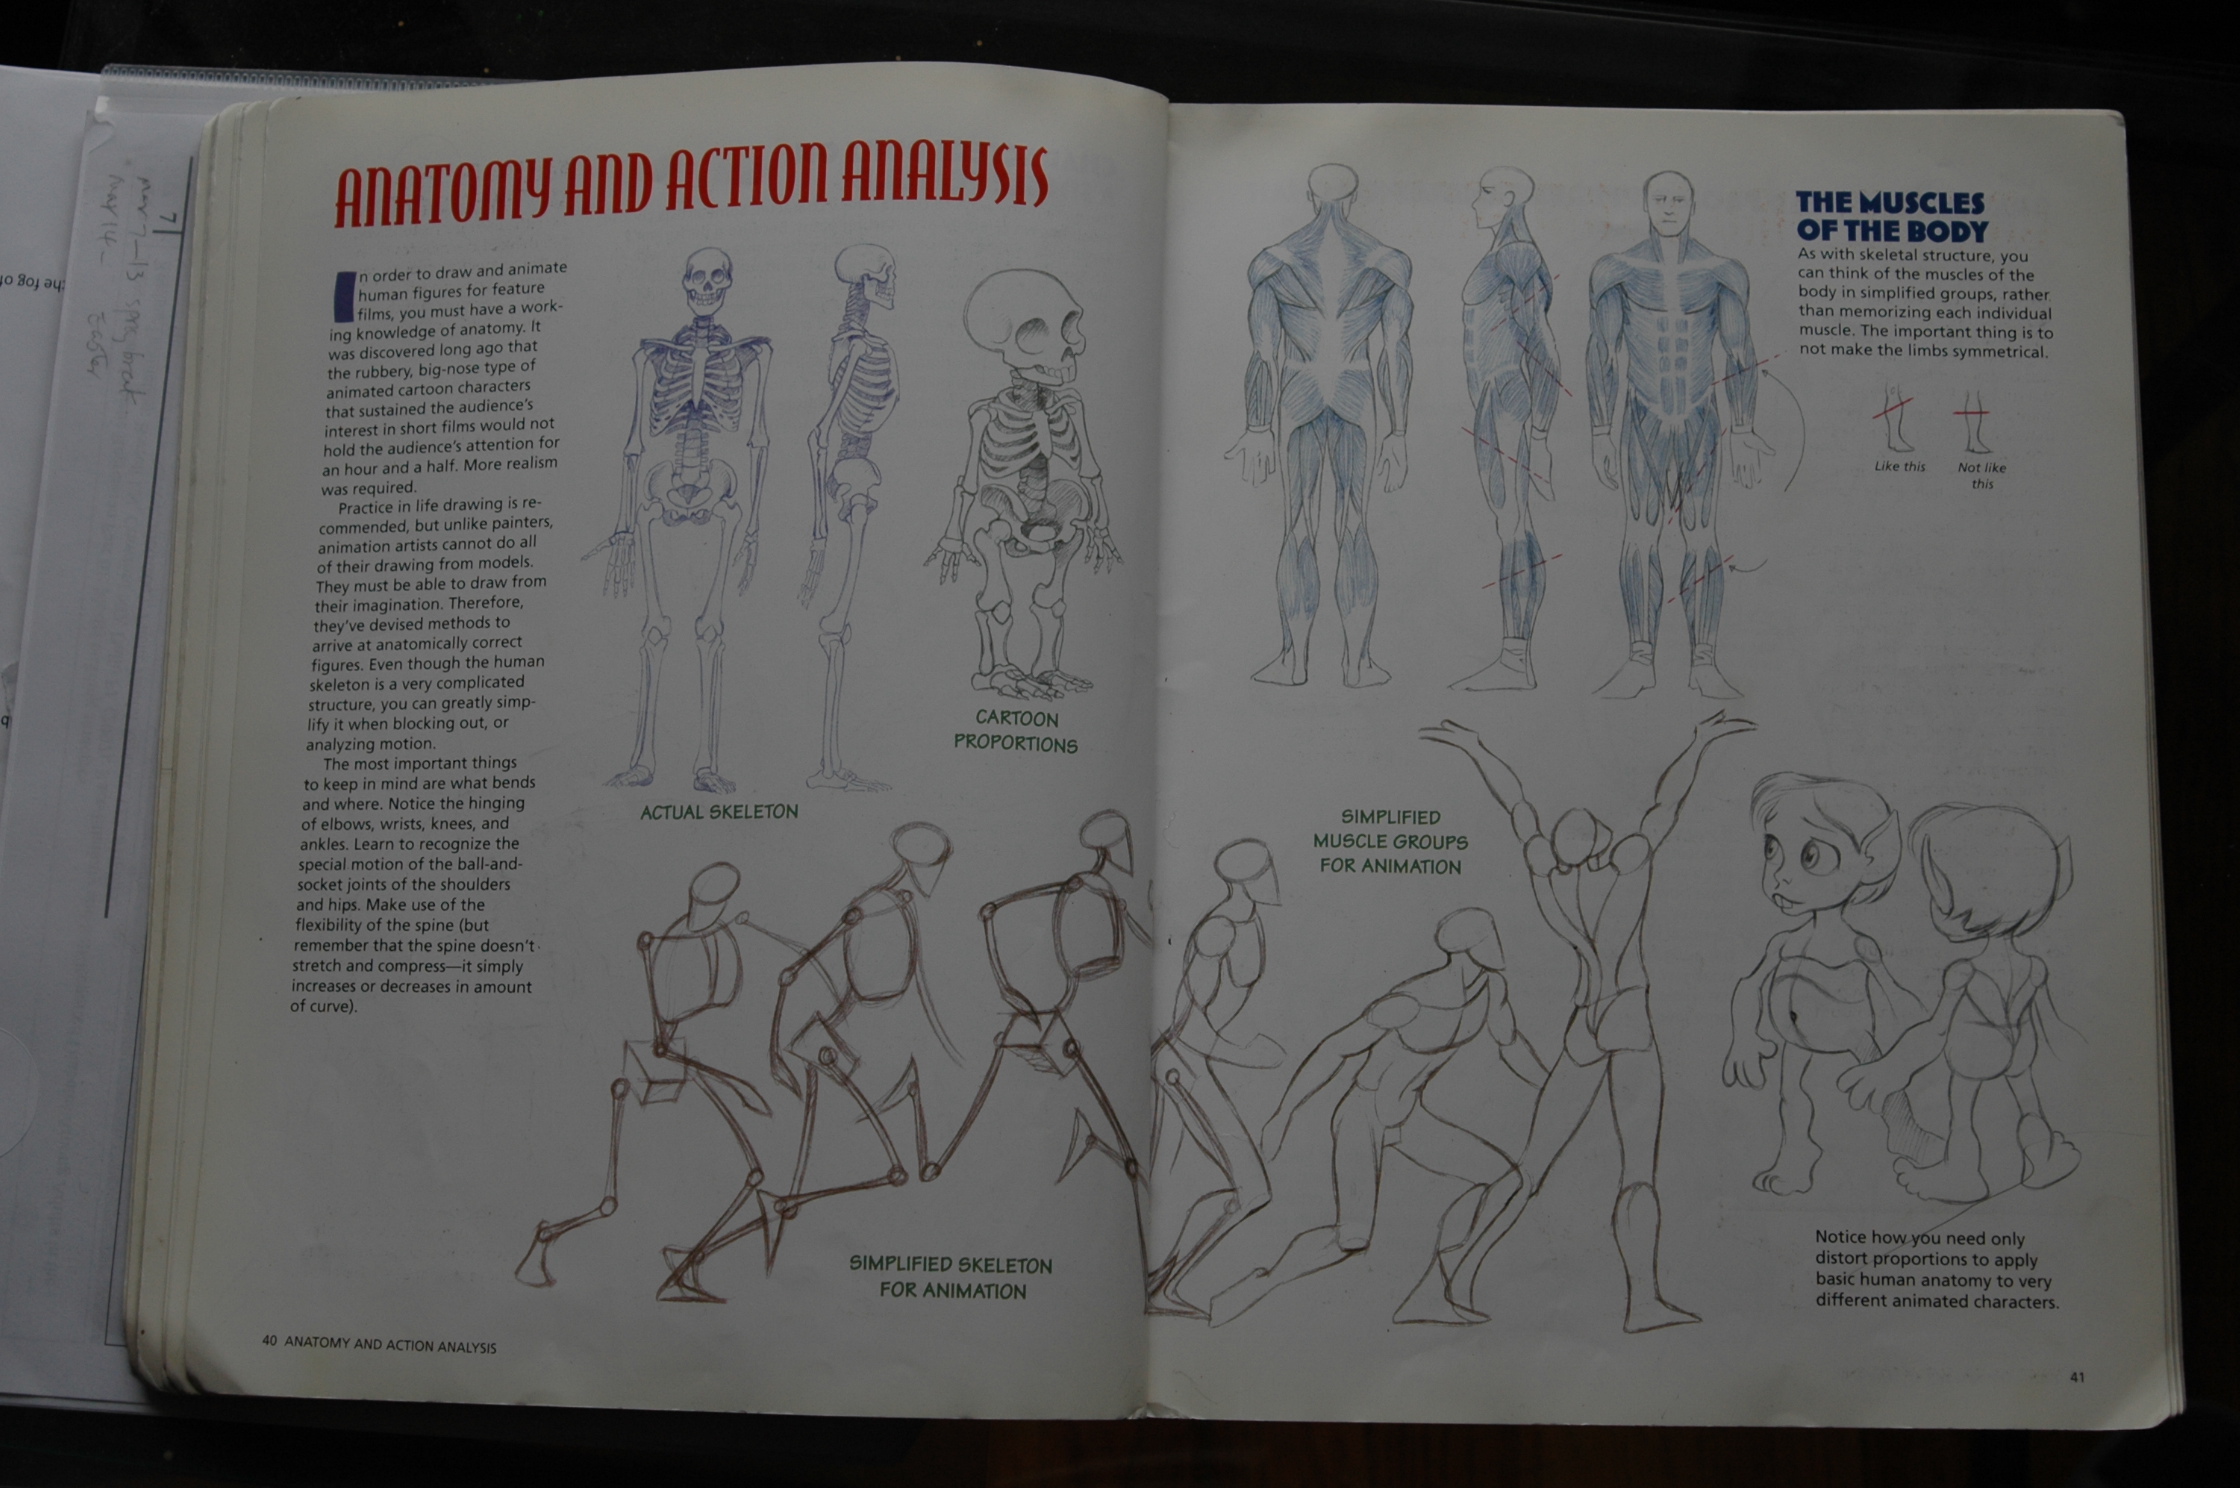 ANATOMY AND ACTION ANALYSIS
In order to draw and animate
human figures for feature
films, you must have a work-
ing knowledge of anatomy. It
was discovered long ago that
the rubbery, big-nose type of
animated cartoon characters
that sustained the audience's
interest in short films would not
hold the audience's attention for
an hour and a half. More realism
was required.
Practice in life drawing is re-
commended, but unlike painters,
animation artists cannot do all
of their drawing from models.
They must be able to draw from
their imagination. Therefore,
they've devised methods to
arrive at anatomically correct
figures. Even though the human
skeleton is a very complicated
structure, you can greatly simp-
lify it when blocking out, or
analyzing motion.
The most important things
to keep in mind are what bends
and where. Notice the hinging
of elbows, wrists, knees, and
ankles. Learn to recognize the
special motion of the ball-and-
socket joints of the shoulders
and hips. Make use of the
flexibility of the spine (but
remember that the spine doesn't
stretch and compress—it simply
increases or decreases in amount
of curve).
ACTUAL SKELETON
CARTOON
PROPORTIONS
SIMPLIFIED SKELETON
FOR ANIMATION
40 ANATOMY AND ACTION ANALYSIS
THE MUSCLES
OF THE BODY
As with skeletal structure, you
can think of the muscles of the
body in simplified groups, rather
than memorizing each individual
muscle. The important thing is to
not make the limbs symmetrical.
Like this
Not like
this
SIMPLIFIED
MUSCLE GROUPS
FOR ANIMATION
Notice how you need only
distort proportions to apply
basic human anatomy to very
different animated characters.
41
mar 7-13 spring break
mar 14-
Easter
the log of